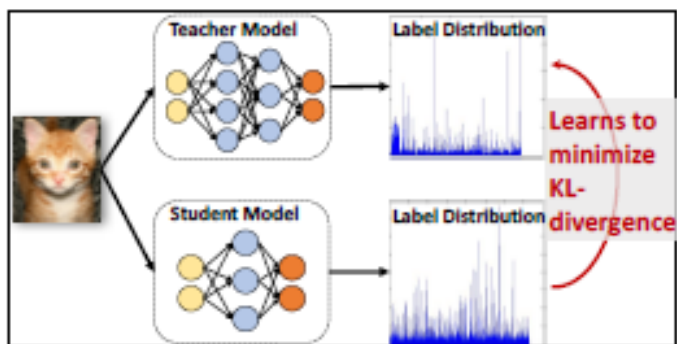 Teacher Model
Label Distribution
Learns to
minimize
KL-
divergence
Student Model
Label Distribution